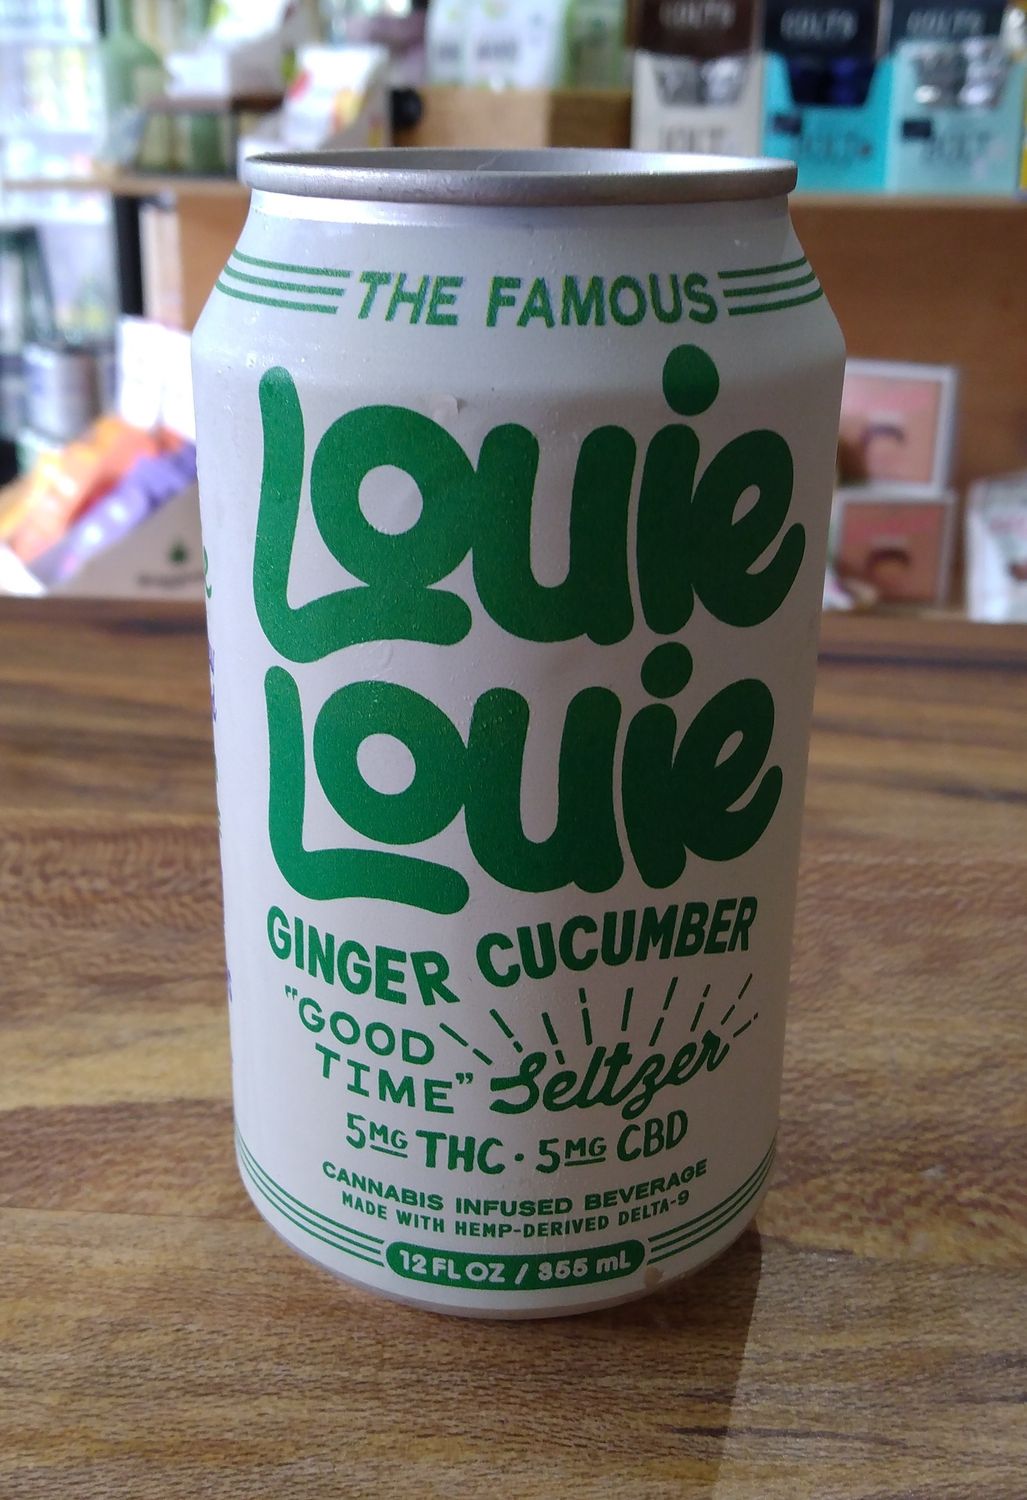 THE FAMOUS
Louie
Louie
GINGER CUCUMBER
"GOOD
TIME" Seltzer
5MG THC · 5MG CBD
CANNABIS INFUSED BEVERAGE
MADE WITH HEMP-DERIVED DELTA-9
12 FL OZ / 355 mL